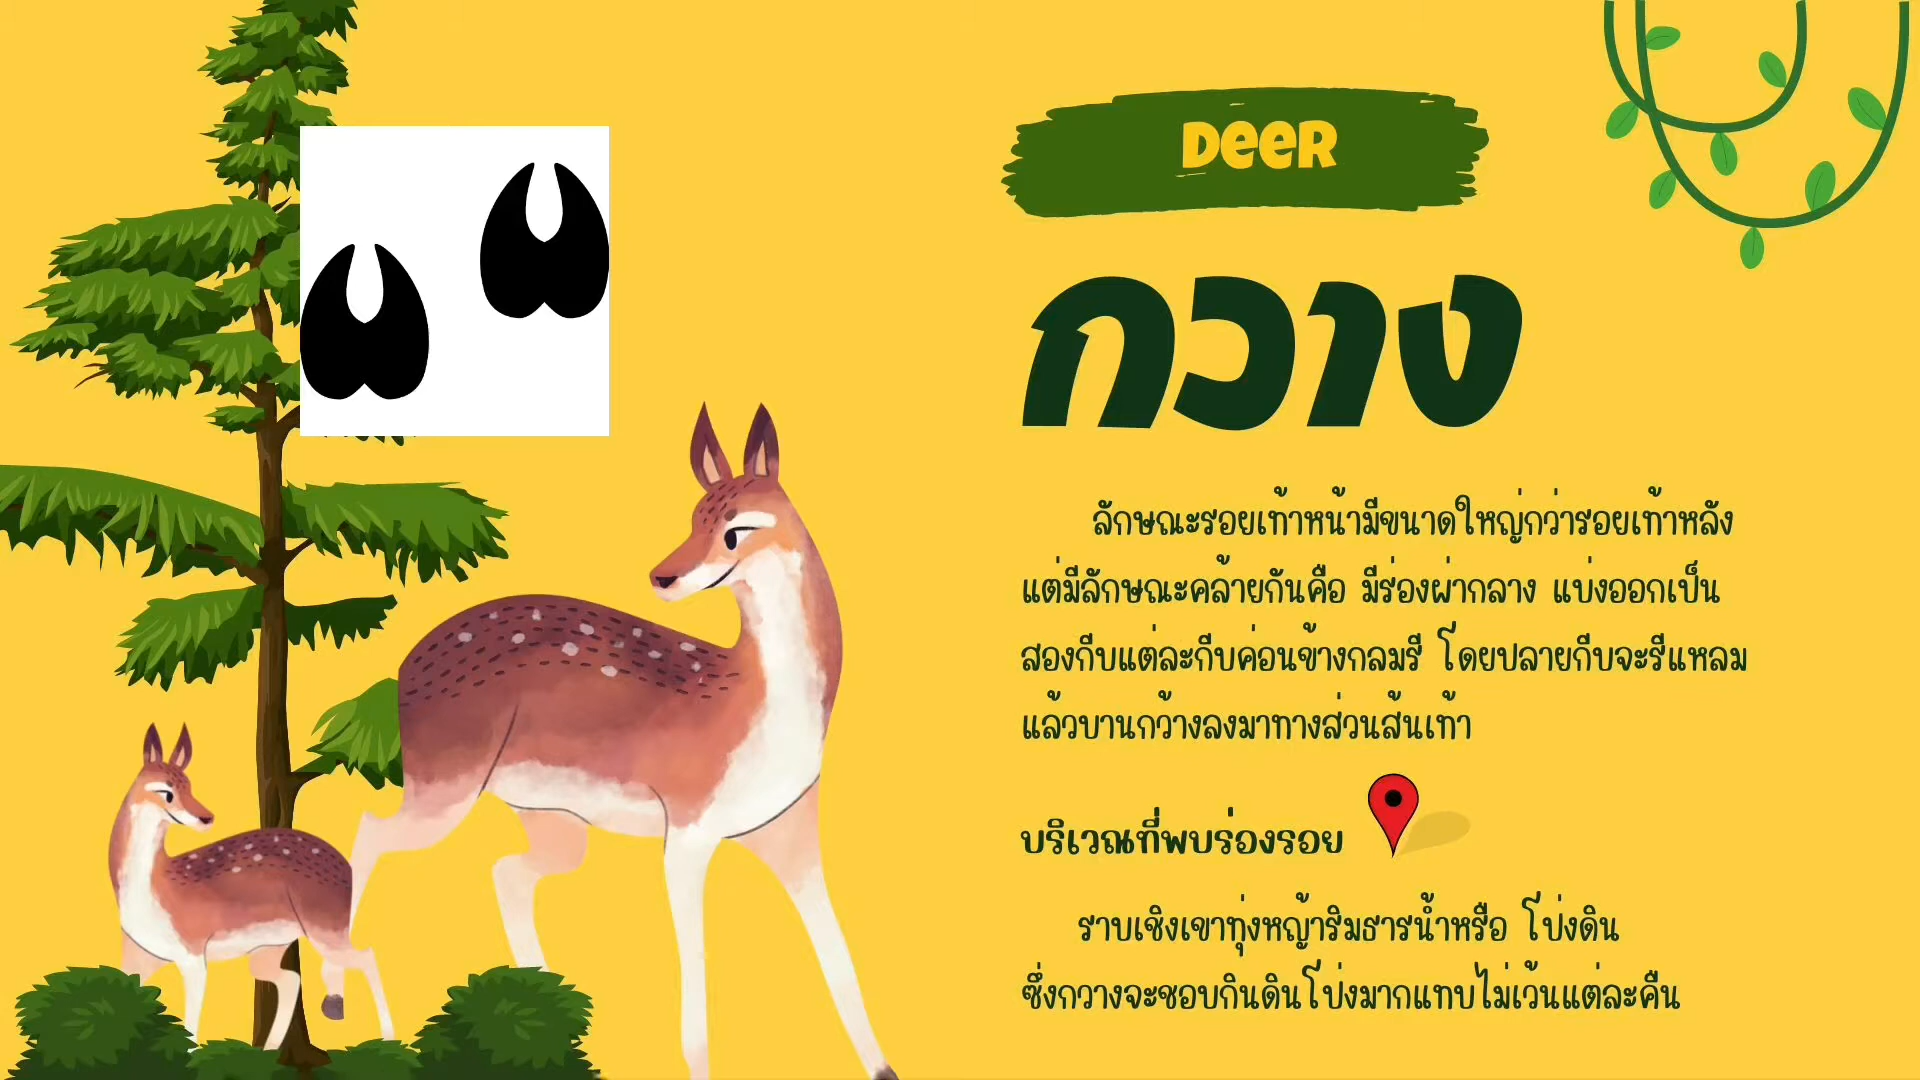 DeeR
กวาง
ลักษณะรอยเท้าหน้ามีขนาดใหญ่กว่ารอยเท้าหลัง
แต่มีลักษณะคล้ายกันคือ มีร่องผ่ากลาง แบ่งออกเป็น
สองกีบแต่ละกีบค่อนข้างกลมรี โดยปลายกีบจะรีแหลม
แล้วบานกว้างลงมาทางส่วนส้นเท้า
บริเวณที่พบร่องรอย
ราบเชิงเขาทุ่งหญ้าริมธารน้ำหรือ โป่งดิน
ซึ่งกวางจะชอบกินดินโป่งมากแทบไม่เว้นแต่ละคืน